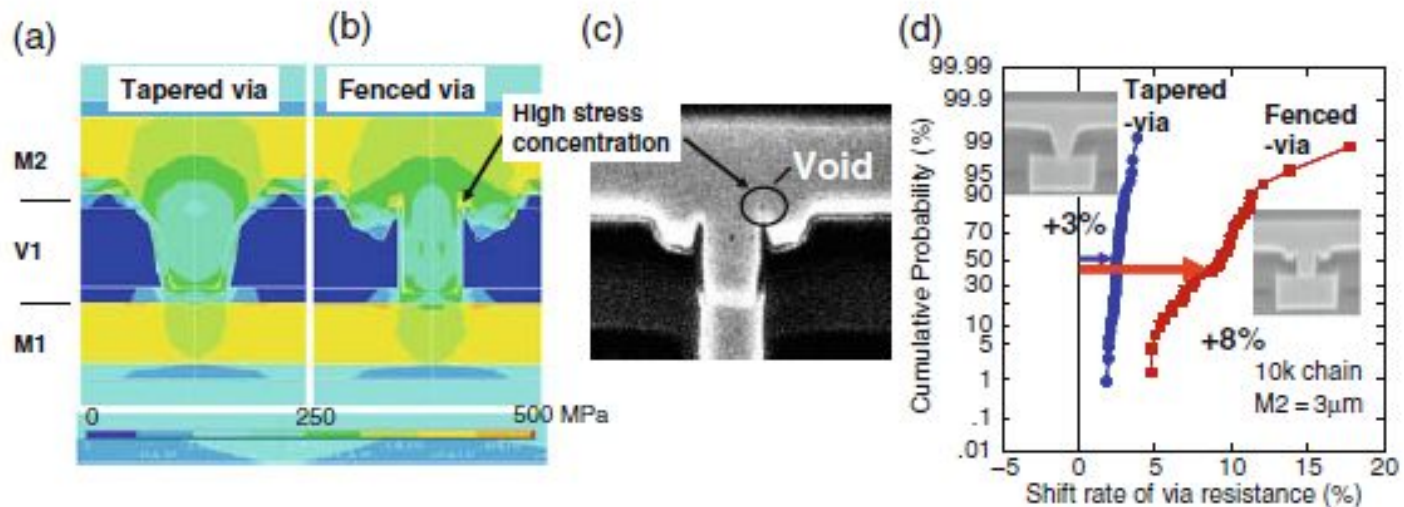 (a)
(b)
(c)
(d)
Tapered via
Fenced via
High stress
concentration
M2
V1
M1
0
250
500 MPa
Void
Cumulative Probability (%)
99.99
99.9
99
95
90
70
50
30
10
5
1
.1
.01
Tapered
-via
Fenced
-via
+3%
+8%
10k chain
M2 = 3μm
−5
0
5
10
15
20
Shift rate of via resistance (%)